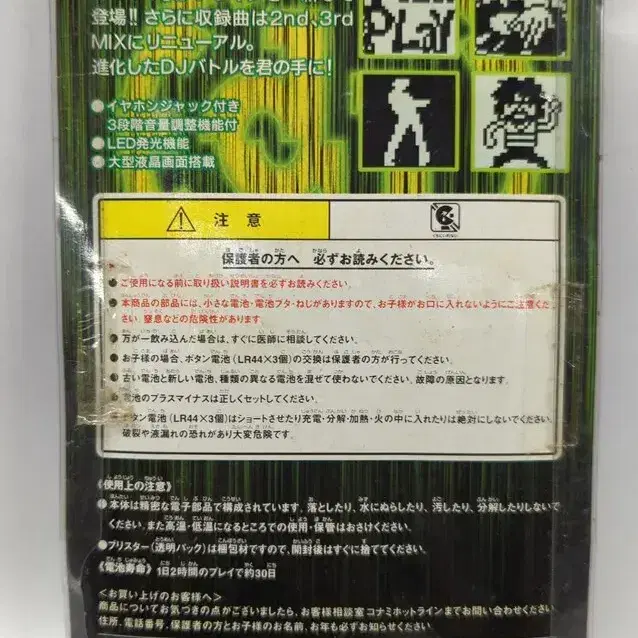 登場!! さらに収録曲は2nd、3rd
MIXにリニューアル。
進化したDJバトルを君の手に!
PLAY
●イヤホンジャック付き
3段階音量調整機能付
●LED発光機能
●大型液晶画面搭載
注意
保護者の方へ 必ずお読みください。
●ご使用になる前に取り扱い説明書を必ずお読みください。
●本商品の部品には、小さな電池・電池ブタ・ねじがありますので、お子様がお口に入れないようにご注意くださ
い。窒息などの危険性があります。
●万が一飲み込んだ場合は、すぐに医師に相談してください。
●お子様の場合、ボタン電池(LR44×3個)の交換は保護者の方が行ってください。
●古い電池と新しい電池、種類の異なる電池を混ぜて使わないでください。故障の原因となります。
●電池のプラスマイナスは正しくセットしてください。
タン電池(LR44×3個)はショートさせたり充電・分解・加熱・火の中に入れたりは絶対にしないでください。
破裂や液漏れの恐れがあり大変危険です。
《使用上の注意》
●本体は精密な電子部品で構成されています。落としたり、水にぬらしたり、汚したり、分解したりしないで
ください。また高温・低温になるところでの使用・保管はおさけください。
●ブリスター(透明パック)は梱包材ですので、開封後はすぐに捨ててください。
《電池寿命》 1日2時間のプレイで約30日
<お買い上げのお客様へ>
商品についてお気づきの点がございましたら、お客様相談室コナミホットラインまでお問い合わせください。
住所、電話番号、保護者の方とお子様のお名前、お年も必ずお知らせください。